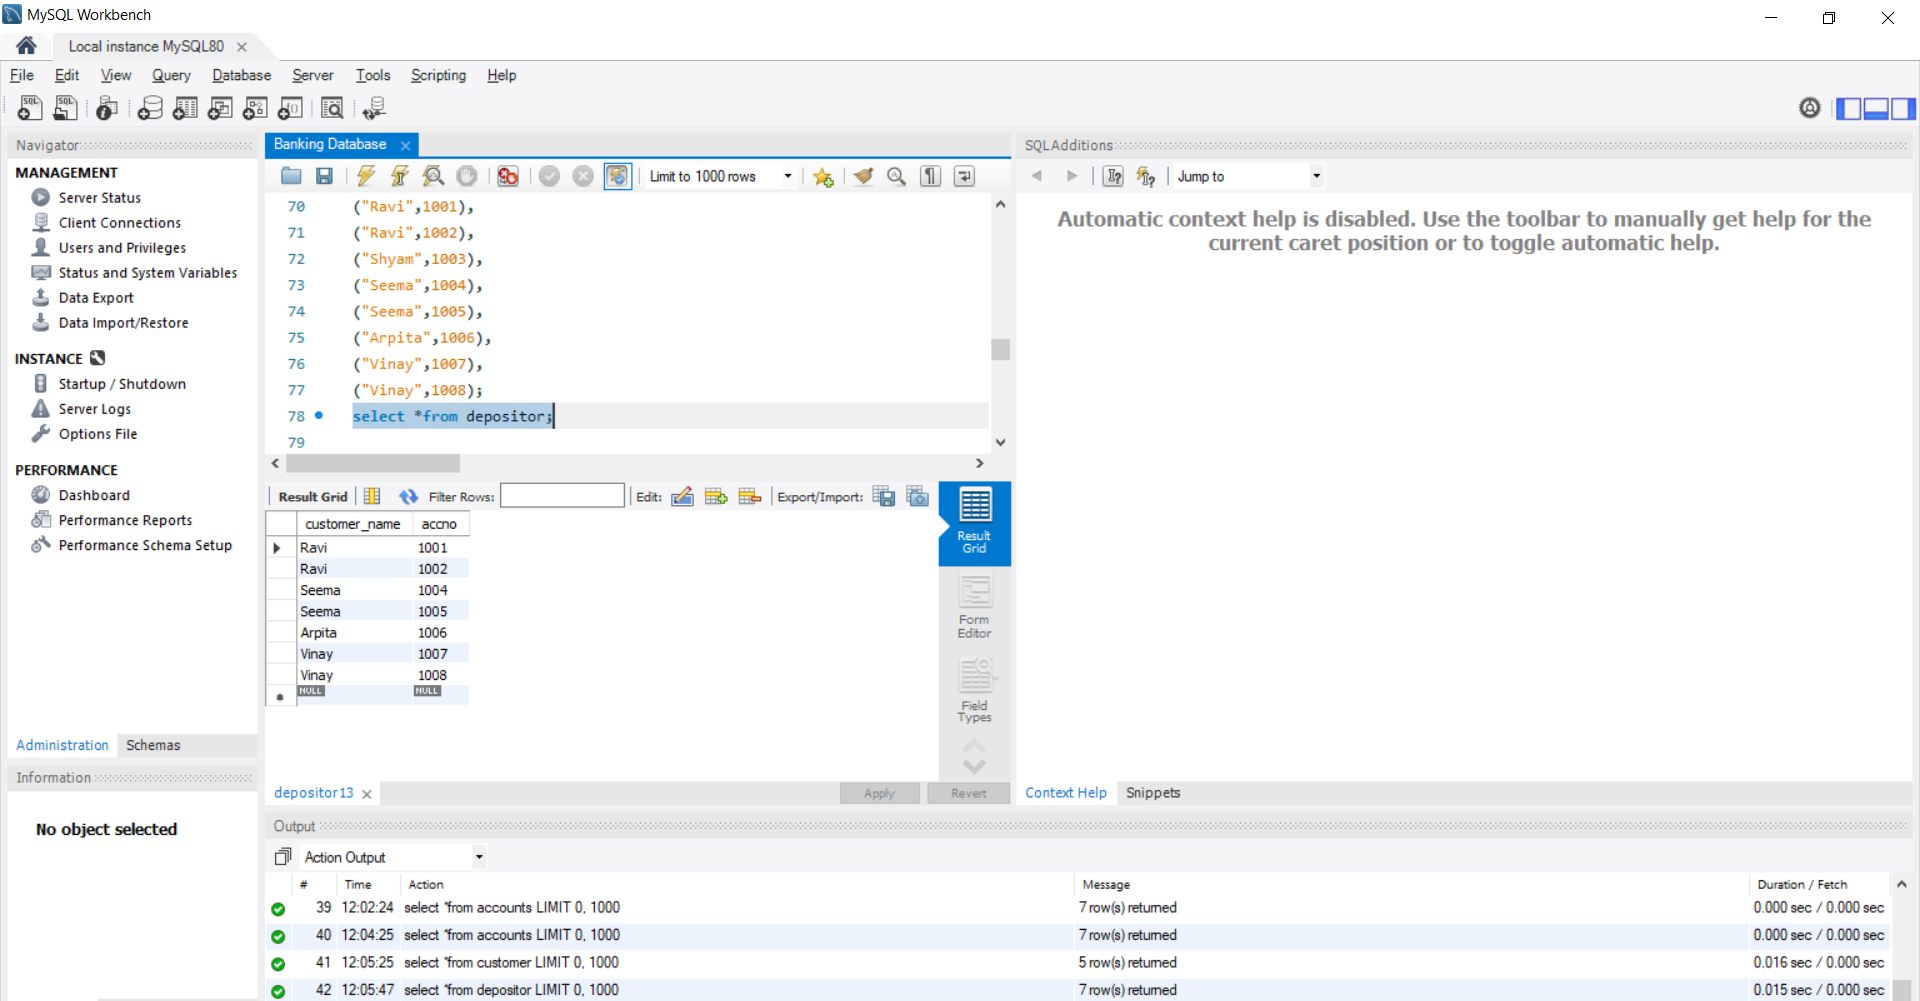 MySQL Workbench
Local instance MySQL80
File Edit View Query Database Server Tools Scripting Help
Navigator
MANAGEMENT
Server Status
Client Connections
Users and Privileges
Status and System Variables
Data Export
Data Import/Restore
INSTANCE
Startup / Shutdown
Server Logs
Options File
PERFORMANCE
Dashboard
Performance Reports
Performance Schema Setup
Administration Schemas
Information
No object selected
Banking Database
Limit to 1000 rows
70 ("Ravi",1001),
71 ("Ravi",1002),
72 ("Shyam",1003),
73 ("Seema",1004),
74 ("Seema",1005),
75 ("Arpita",1006),
76 ("Vinay",1007),
77 ("Vinay",1008);
78 select *from depositor;
79
Result Grid Filter Rows: Edit: Export/Import:
customer_name accno
Ravi 1001
Ravi 1002
Seema 1004
Seema 1005
Arpita 1006
Vinay 1007
Vinay 1008
NULL NULL
Result
Grid
Form
Editor
Field
Types
depositor 13
Apply Revert
SQLAdditions
Jump to
Automatic context help is disabled. Use the toolbar to manually get help for the
current caret position or to toggle automatic help.
Context Help Snippets
Output
Action Output
# Time Action Message Duration / Fetch
39 12:02:24 select *from accounts LIMIT 0, 1000 7 row(s) returned 0.000 sec / 0.000 sec
40 12:04:25 select *from accounts LIMIT 0, 1000 7 row(s) returned 0.000 sec / 0.000 sec
41 12:05:25 select *from customer LIMIT 0, 1000 5 row(s) returned 0.016 sec / 0.000 sec
42 12:05:47 select *from depositor LIMIT 0, 1000 7 row(s) returned 0.015 sec / 0.000 sec